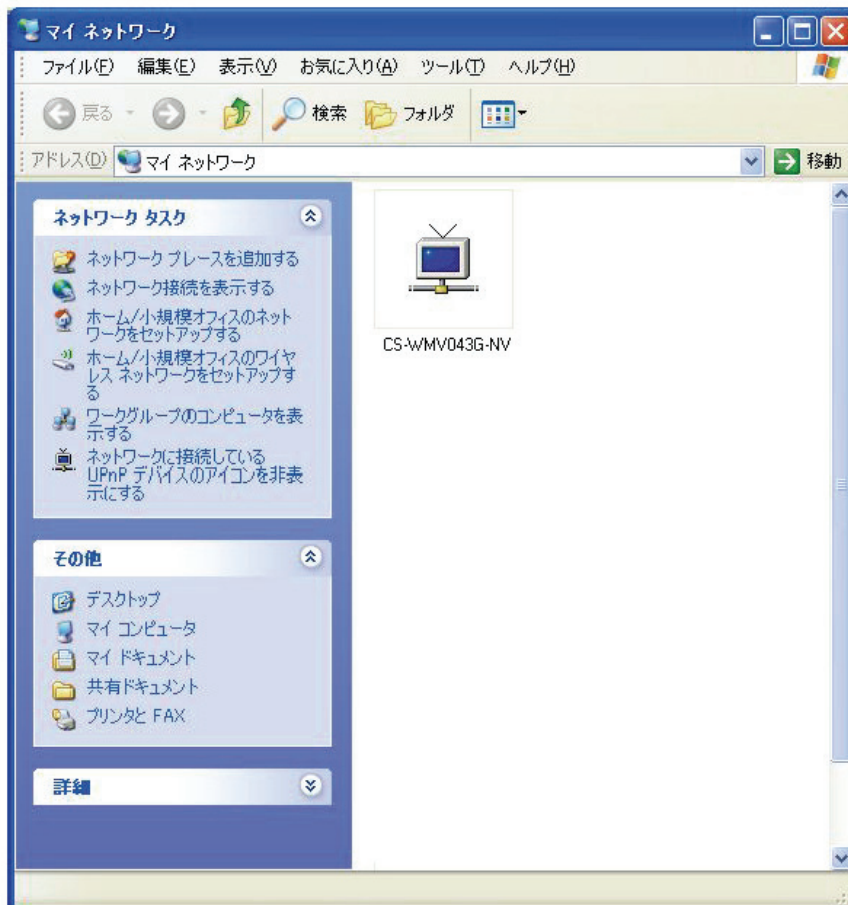 マイ ネットワーク
ファイル(F) 編集(E) 表示(V) お気に入り(A) ツール(T) ヘルプ(H)
戻る 検索 フォルダ
アドレス(D) マイ ネットワーク 移動
ネットワーク タスク
ネットワーク プレースを追加する
ネットワーク接続を表示する
ホーム/小規模オフィスのネット
ワークをセットアップする
ホーム/小規模オフィスのワイヤ
レス ネットワークをセットアップす
る
ワークグループのコンピュータを表
示する
ネットワークに接続している
UPnP デバイスのアイコンを非表
示にする
その他
デスクトップ
マイ コンピュータ
マイ ドキュメント
共有ドキュメント
プリンタと FAX
詳細
CS-WMV043G-NV